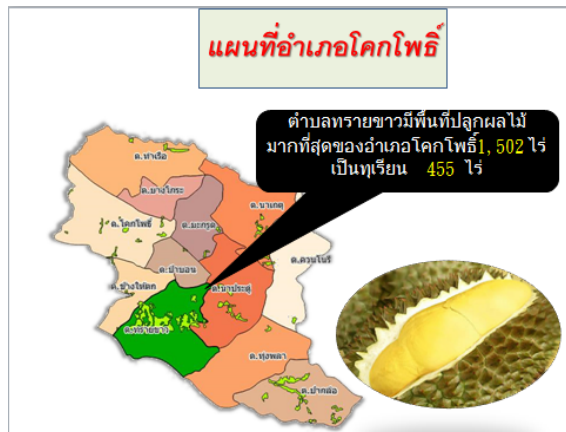 แผนที่อำเภอโคกโพธิ์
ตำบลทรายขาวมีพื้นที่ปลูกผลไม้
มากที่สุดของอำเภอโคกโพธิ์1,502 ไร่
เป็นทุเรียน 455 ไร่
ต.ท่าเรือ
ต.บางโกระ
ต.นาเกตุ
ต.โคกโพธิ์
ต.มะกรูด
ต.ควนโนรี
ต.ป่าบอน
ต.ช้างให้ตก
ต.นาประดู่
ต.ทรายขาว
ต.ทุ่งพลา
ต.ปากล่อ